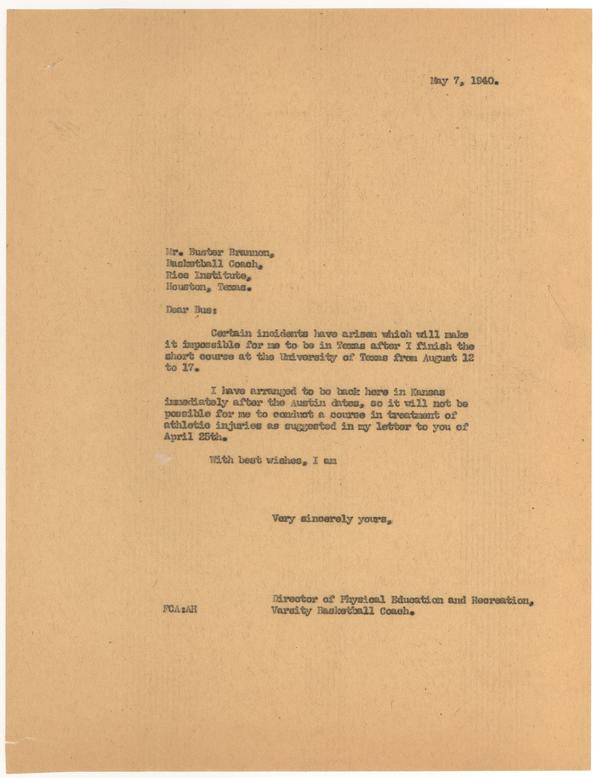 May 7, 1940.
Mr. Buster Brannon,
Basketball Coach,
Rice Institute,
Houston, Texas.
Dear Bus:
Certain incidents have arisen which will make
it impossible for me to be in Texas after I finish the
short course at the University of Texas from August 12
to 17.
I have arranged to be back here in Kansas
immediately after the Austin dates, so it will not be
possible for me to conduct a course in treatment of
athletic injuries as suggested in my letter to you of
April 25th.
With best wishes, I am
Very sincerely yours,
Director of Physical Education and Recreation,
FCA:AH Varsity Basketball Coach.